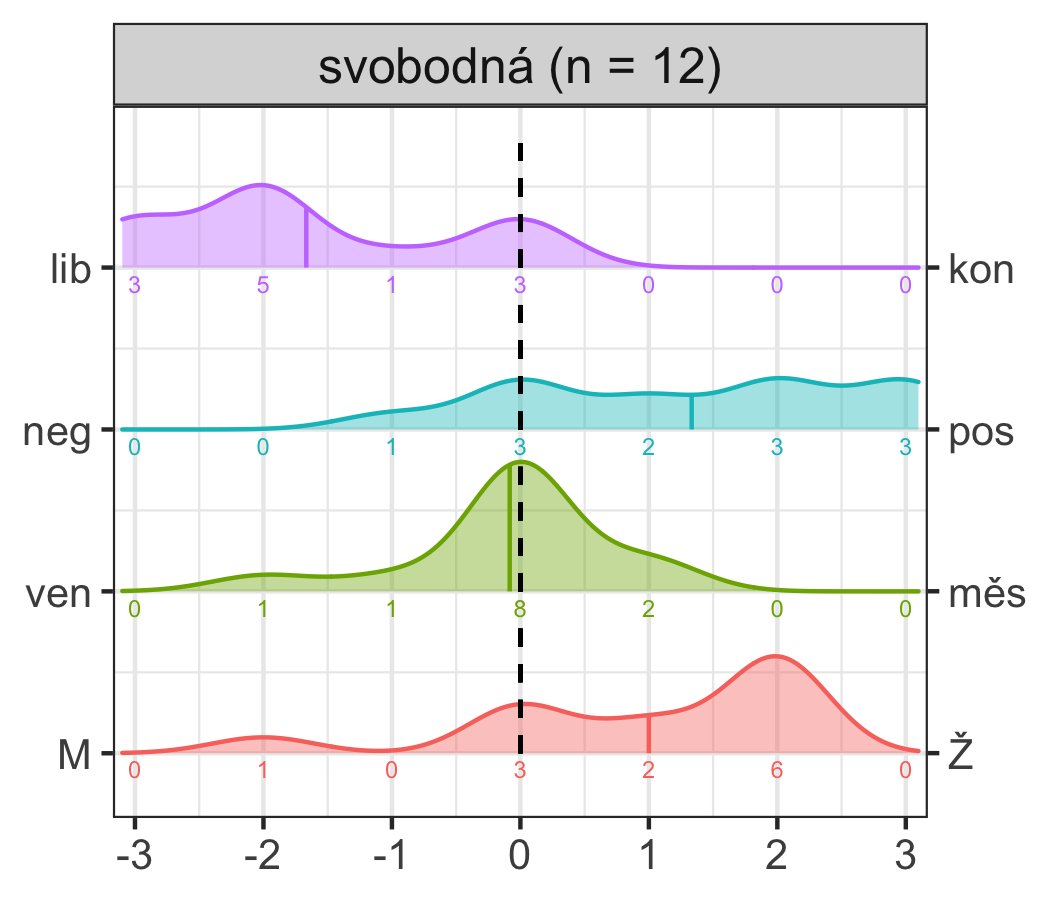 svobodná (n = 12)
lib kon
3 5 1 3 0 0 0
neg pos
0 0 1 3 2 3 3
ven měs
0 1 1 8 2 0 0
M Ž
0 1 0 3 2 6 0
-3 -2 -1 0 1 2 3